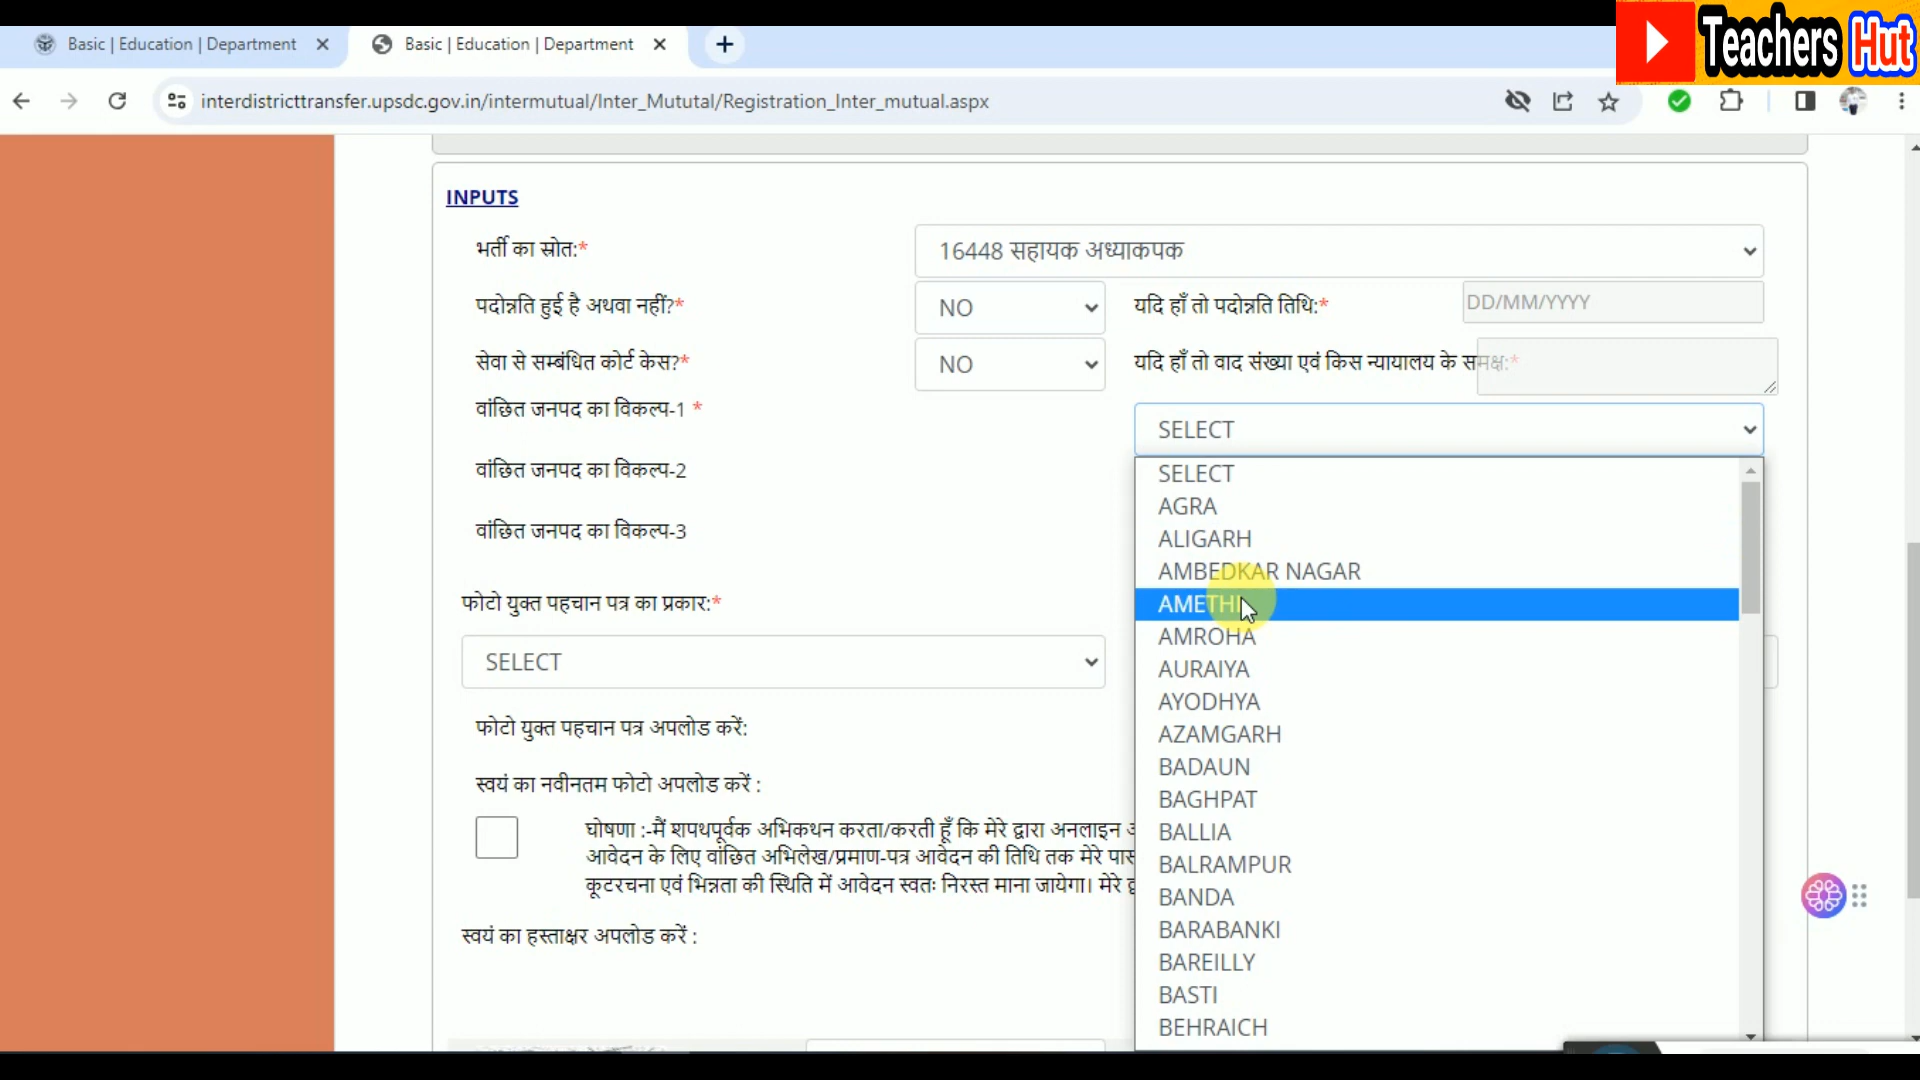 Basic | Education | Department
Basic | Education | Department
Teachers Hut
interdistricttransfer.upsdc.gov.in/intermutual/Inter_Mututal/Registration_Inter_mutual.aspx
INPUTS
भर्ती का स्रोत:*
16448 सहायक अध्याकपक
पदोन्नति हुई है अथवा नहीं?*
NO
यदि हाँ तो पदोन्नति तिथि:*
DD/MM/YYYY
सेवा से सम्बंधित कोर्ट केस?*
NO
यदि हाँ तो वाद संख्या एवं किस न्यायालय के समक्ष:*
वांछित जनपद का विकल्प-1 *
SELECT
वांछित जनपद का विकल्प-2
वांछित जनपद का विकल्प-3
SELECT
AGRA
ALIGARH
AMBEDKAR NAGAR
AMETHI
AMROHA
AURAIYA
AYODHYA
AZAMGARH
BADAUN
BAGHPAT
BALLIA
BALRAMPUR
BANDA
BARABANKI
BAREILLY
BASTI
BEHRAICH
फोटो युक्त पहचान पत्र का प्रकार:*
SELECT
फोटो युक्त पहचान पत्र अपलोड करें:
स्वयं का नवीनतम फोटो अपलोड करें :
घोषणा :-मैं शपथपूर्वक अभिकथन करता/करती हूँ कि मेरे द्वारा अनलाइन
आवेदन के लिए वांछित अभिलेख/प्रमाण-पत्र आवेदन की तिथि तक मेरे पास
कूटरचना एवं भिन्नता की स्थिति में आवेदन स्वतः निरस्त माना जायेगा। मेरे
स्वयं का हस्ताक्षर अपलोड करें :